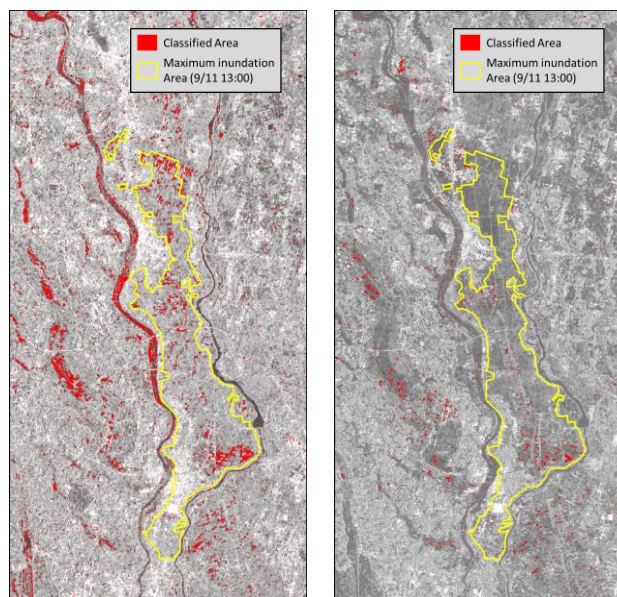 Classified Area
Maximum inundation
Area (9/11 13:00)
Classified Area
Maximum inundation
Area (9/11 13:00)